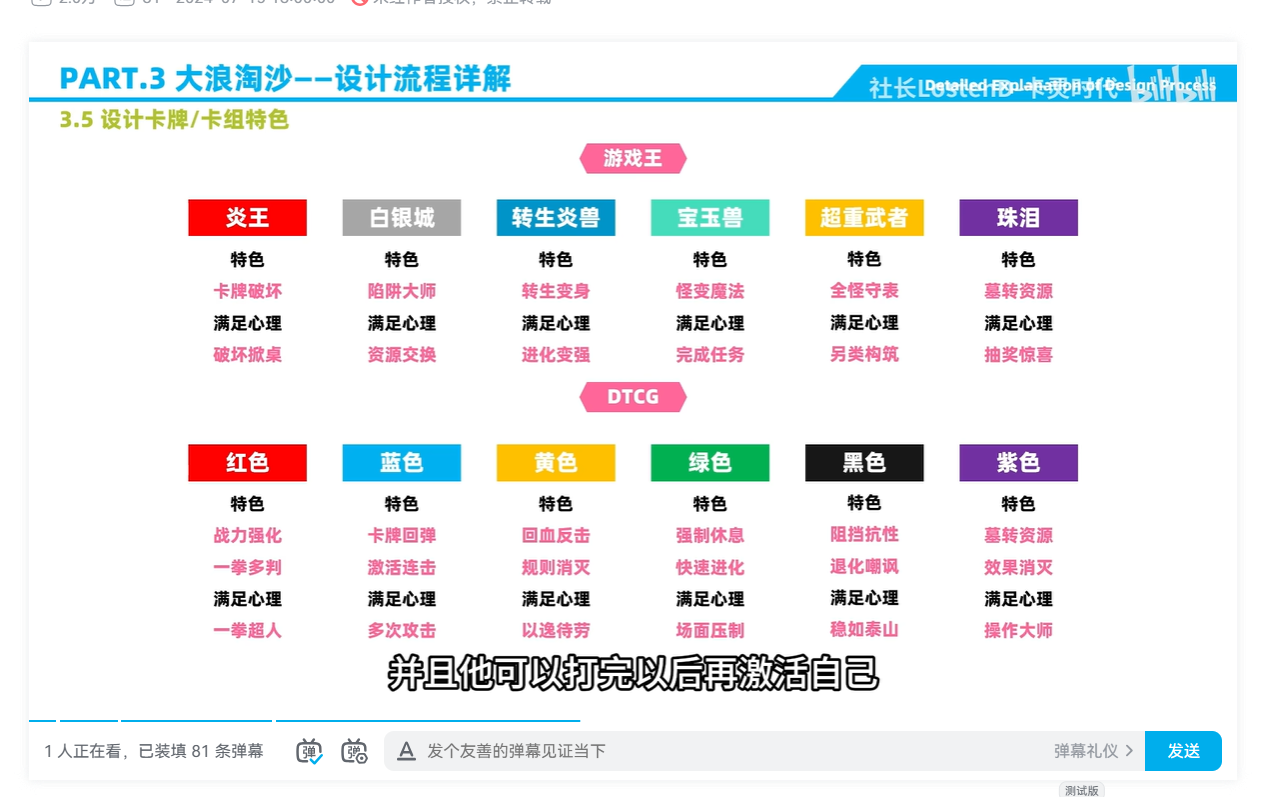 PART.3 大浪淘沙——设计流程详解
Detailed Explanation of Design Process
3.5 设计卡牌/卡组特色
游戏王
炎王 白银城 转生炎兽 宝玉兽 超重武者 珠泪
特色 特色 特色 特色 特色 特色
卡牌破坏 陷阱大师 转生变身 怪变魔法 全怪守表 墓转资源
满足心理 满足心理 满足心理 满足心理 满足心理 满足心理
破坏掀桌 资源交换 进化变强 完成任务 另类构筑 抽奖惊喜
DTCG
红色 蓝色 黄色 绿色 黑色 紫色
特色 特色 特色 特色 特色 特色
战力强化 卡牌回弹 回血反击 强制休息 阻挡抗性 墓转资源
一拳多判 激活连击 规则消灭 快速进化 退化嘲讽 效果消灭
满足心理 满足心理 满足心理 满足心理 满足心理 满足心理
一拳超人 多次攻击 以逸待劳 场面压制 稳如泰山 操作大师
并且他可以打完以后再激活自己
1 人正在看，已装填 81 条弹幕 弹 弹 A 发个友善的弹幕见证当下 弹幕礼仪 发送
测试版